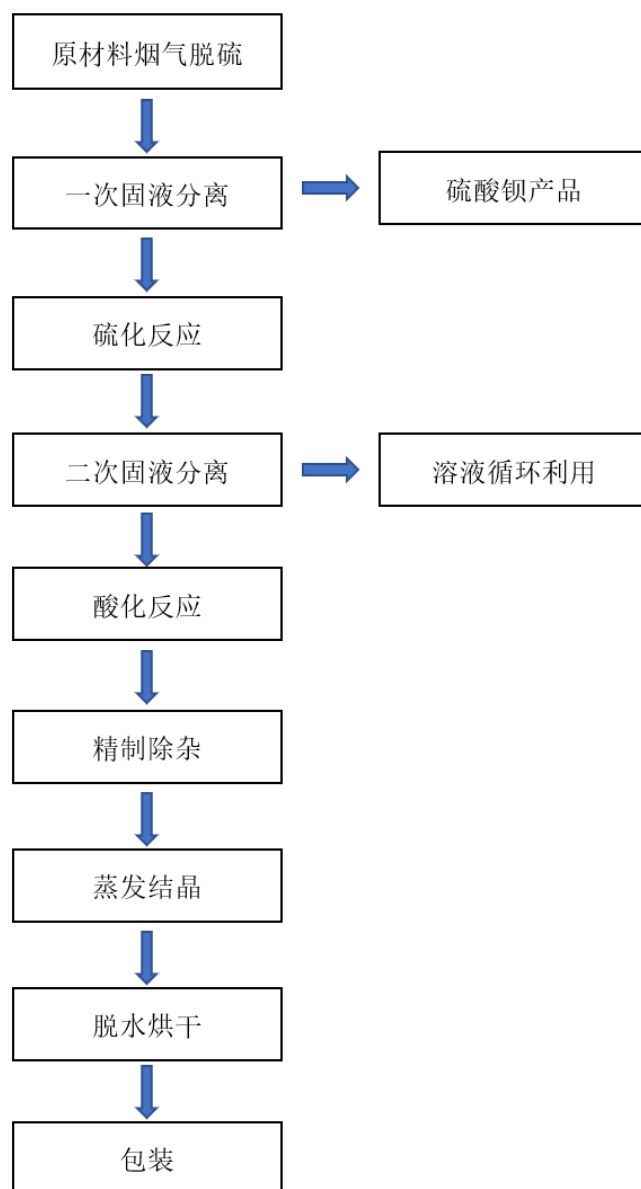 原材料烟气脱硫
一次固液分离
硫酸钡产品
硫化反应
二次固液分离
溶液循环利用
酸化反应
精制除杂
蒸发结晶
脱水烘干
包装